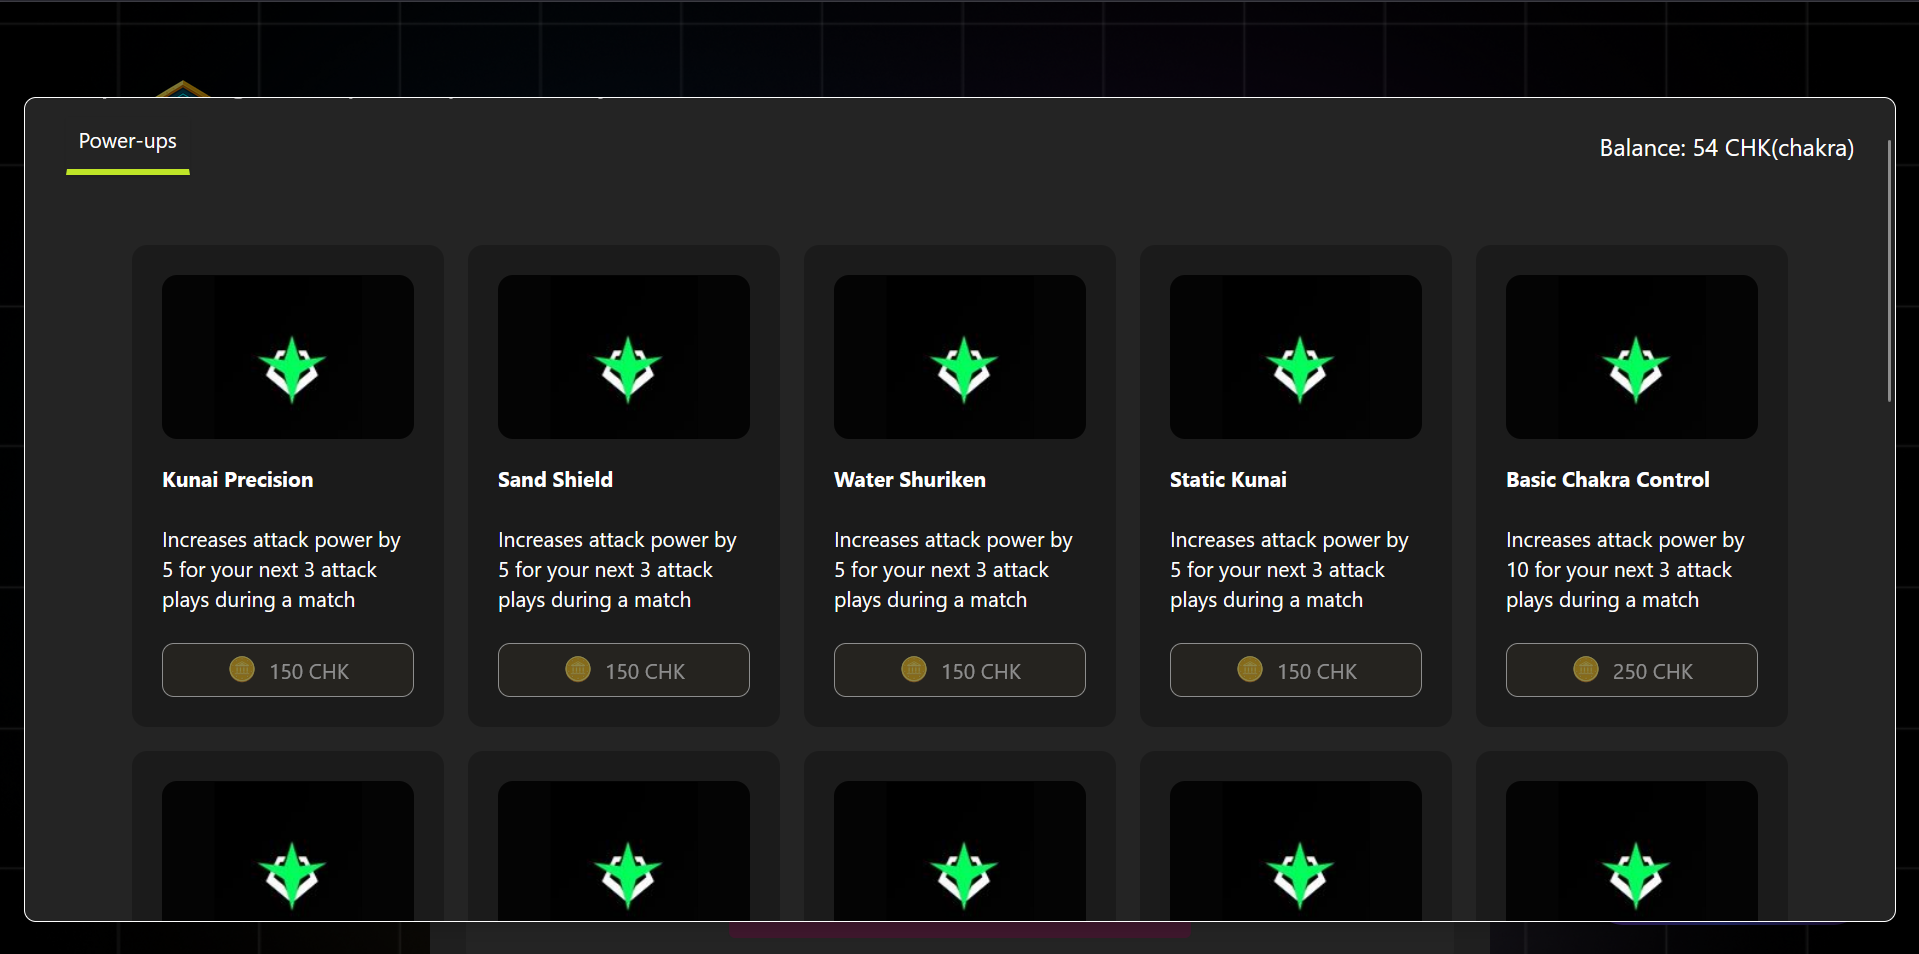 Power-ups
Balance: 54 CHK(chakra)
Kunai Precision
Increases attack power by
5 for your next 3 attack
plays during a match
150 CHK
Sand Shield
Increases attack power by
5 for your next 3 attack
plays during a match
150 CHK
Water Shuriken
Increases attack power by
5 for your next 3 attack
plays during a match
150 CHK
Static Kunai
Increases attack power by
5 for your next 3 attack
plays during a match
150 CHK
Basic Chakra Control
Increases attack power by
10 for your next 3 attack
plays during a match
250 CHK